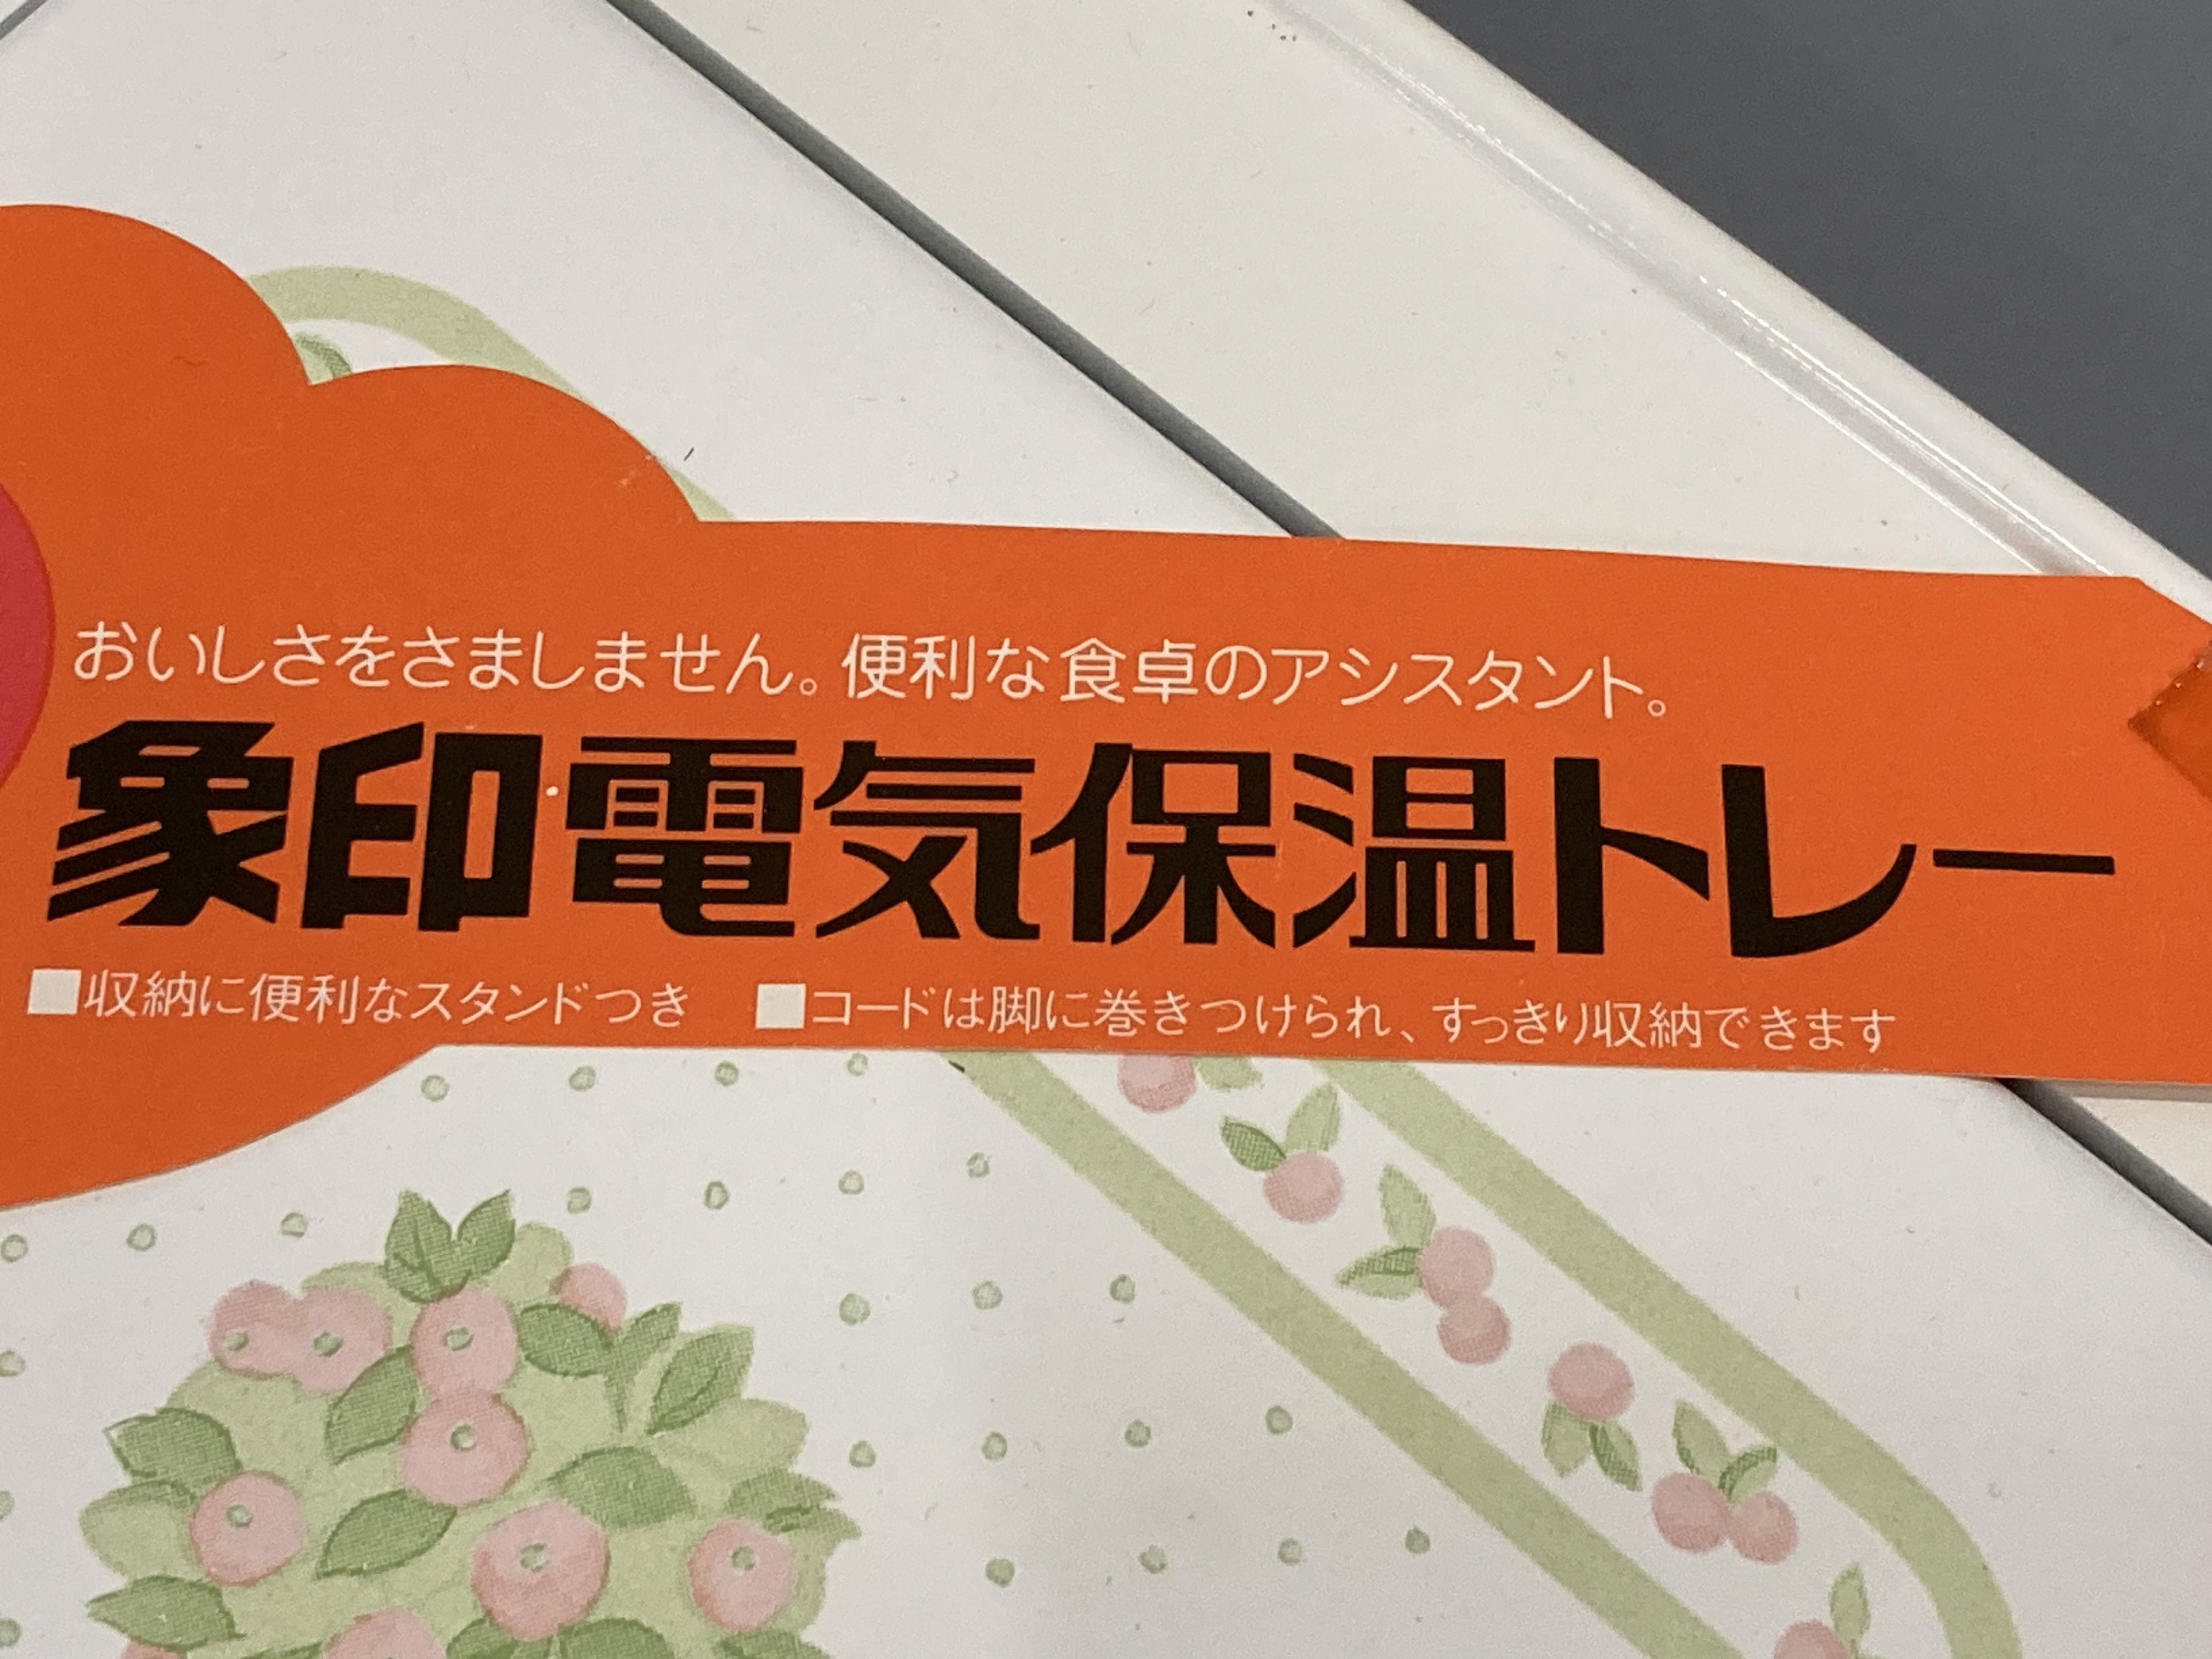 おいしさをさましません。便利な食卓のアシスタント。
象印電気保温トレー
■収納に便利なスタンドつき ■コードは脚に巻きつけられ、すっきり収納できます